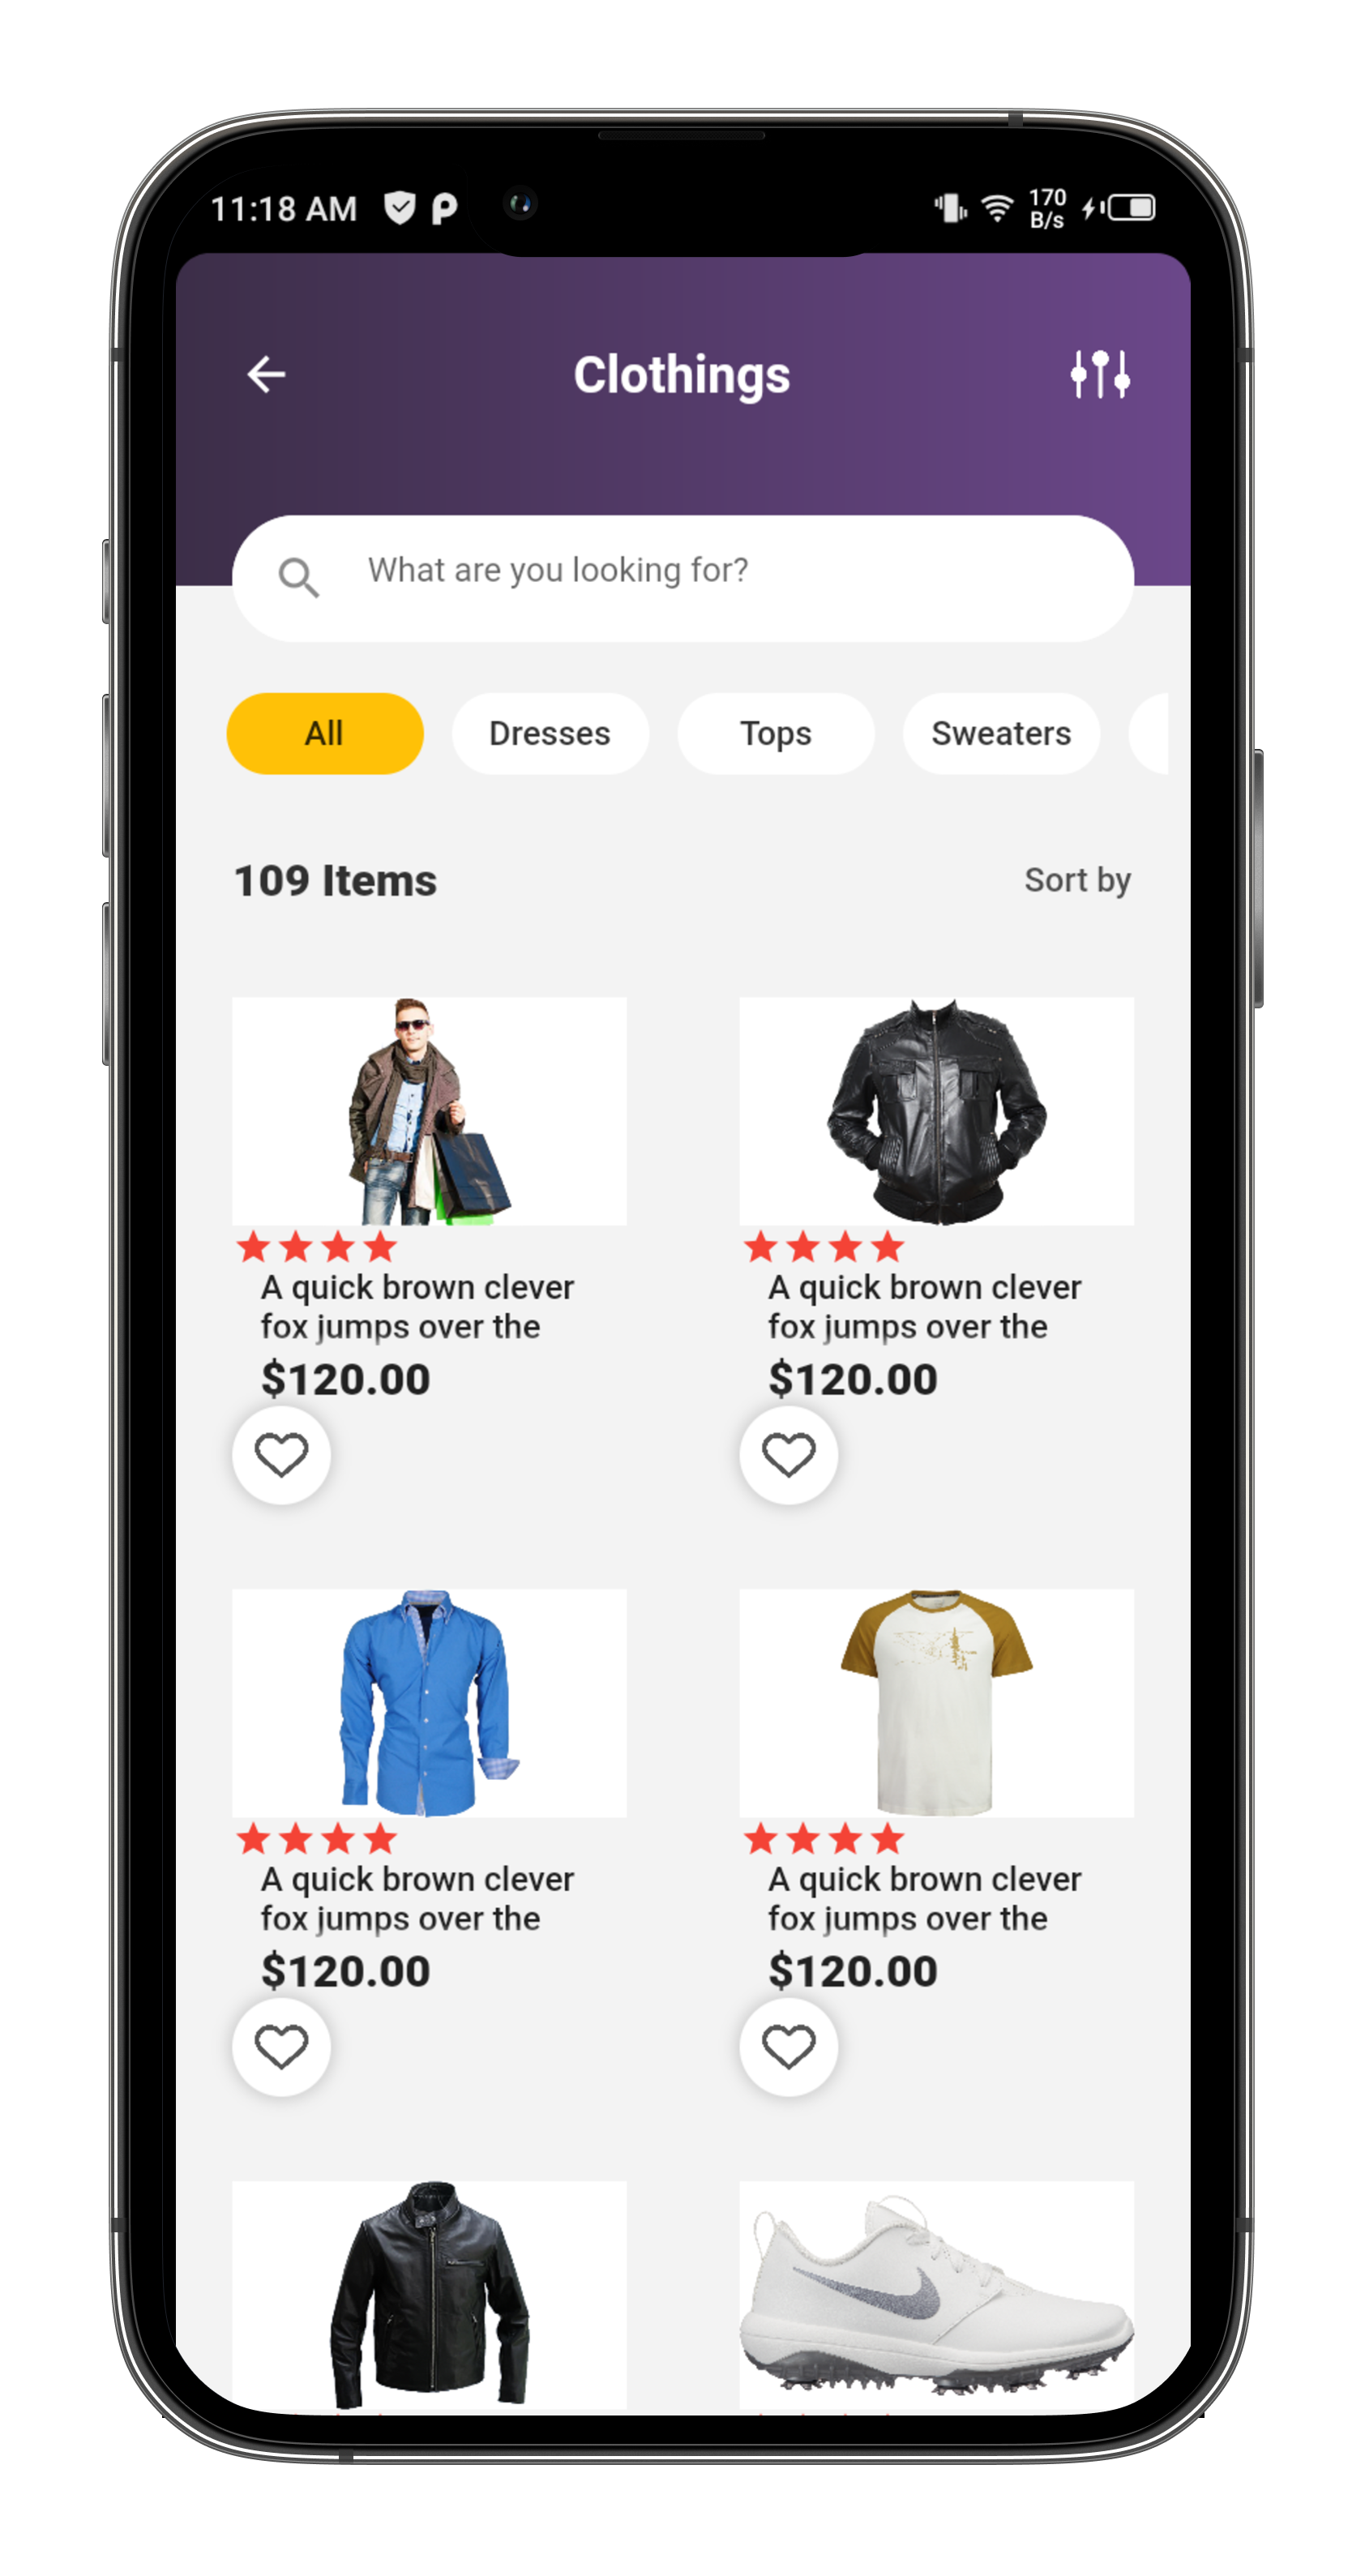 11:18 AM
170
B/s
Clothings
What are you looking for?
All
Dresses
Tops
Sweaters
109 Items
Sort by
A quick brown clever
fox jumps over the
$120.00
A quick brown clever
fox jumps over the
$120.00
A quick brown clever
fox jumps over the
$120.00
A quick brown clever
fox jumps over the
$120.00